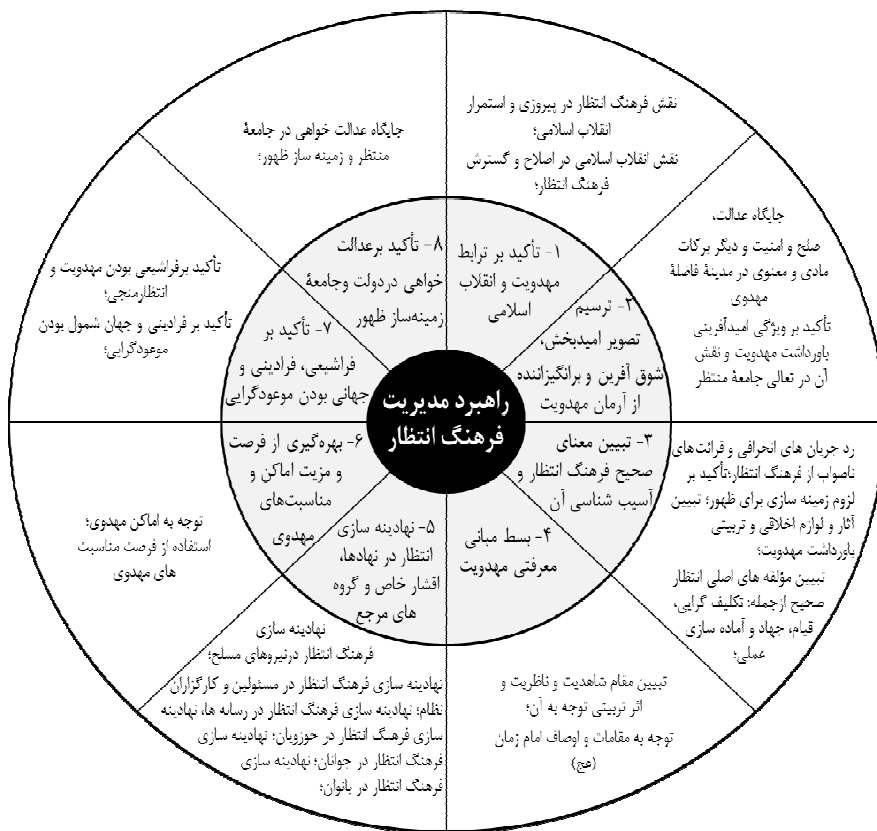 راهبرد مدیریت
فرهنگ انتظار
۱- تأکید بر ترابط
مهدویت و انقلاب
اسلامی
نقش فرهنگ انتظار در پیروزی و استمرار
انقلاب اسلامی؛
نقش انقلاب اسلامی در اصلاح و گسترش
فرهنگ انتظار؛
۲- ترسیم
تصویر امیدبخش،
شوق آفرین و برانگیزاننده
از آرمان مهدویت
جایگاه عدالت،
صلح و امنیت و دیگر برکات
مادی و معنوی در مدینۀ فاضلۀ
مهدوی
تأکید بر ویژگی امیدآفرینی
باورداشت مهدویت و نقش
آن در تعالی جامعۀ منتظر
۳- تبیین معنای
صحیح فرهنگ انتظار و
آسیب شناسی آن
رد جریان های انحرافی و قرائت‌های
ناصواب از فرهنگ انتظار؛تأکید بر
لزوم زمینه سازی برای ظهور؛ تبیین
آثار و لوازم اخلاقی و تربیتی
باورداشت مهدویت؛
تبیین مؤلفه های اصلی انتظار
صحیح ازجمله: تکلیف گرایی،
قیام، جهاد و آماده سازی
عملی؛
۴- بسط مبانی
معرفتی مهدویت
تبیین مقام شاهدیت و ناظریت و
اثر تربیتی توجه به آن؛
توجه به مقامات و اوصاف امام زمان
(عج)
۵- نهادینه سازی
انتظار در نهادها،
اقشار خاص و گروه
های مرجع
نهادینه سازی
فرهنگ انتظار درنیروهای مسلح؛
نهادینه سازی فرهنگ انتظار در مسئولین و کارگزاران
نظام؛ نهادینه سازی فرهنگ انتظار در رسانه ها، نهادینه
سازی فرهنگ انتظار در حوزویان؛ نهادینه سازی
فرهنگ انتظار در جوانان؛ نهادینه سازی
فرهنگ انتظار در بانوان؛
۶- بهره‌گیری از فرصت
و مزیت اماکن و
مناسبت‌های
مهدوی
توجه به اماکن مهدوی؛
استفاده از فرصت مناسبت
های مهدوی
۷- تأکید بر
فراشیعی، فرادینی و
جهانی بودن موعودگرایی
تأکید برفراشیعی بودن مهدویت و
انتظارمنجی؛
تأکید بر فرادینی و جهان شمول بودن
موعودگرایی؛
۸- تأکید برعدالت
خواهی دردولت وجامعۀ
زمینه‌ساز ظهور
جایگاه عدالت خواهی در جامعۀ
منتظر و زمینه ساز ظهور؛